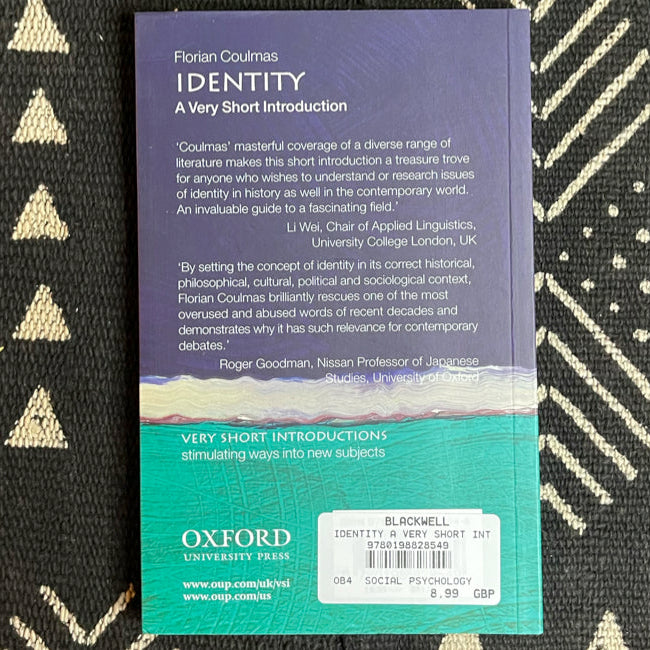 Florian Coulmas
IDENTITY
A Very Short Introduction
‘Coulmas’ masterful coverage of a diverse range of
literature makes this short introduction a treasure trove
for anyone who wishes to understand or research issues
of identity in history as well in the contemporary world.
An invaluable guide to a fascinating field.’
Li Wei, Chair of Applied Linguistics,
University College London, UK
‘By setting the concept of identity in its correct historical,
philosophical, cultural, political and sociological context,
Florian Coulmas brilliantly rescues one of the most
overused and abused words of recent decades and
demonstrates why it has such relevance for contemporary
debates.’
Roger Goodman, Nissan Professor of Japanese
Studies, University of Oxford
VERY SHORT INTRODUCTIONS
stimulating ways into new subjects
OXFORD
UNIVERSITY PRESS
www.oup.com/uk/vsi
www.oup.com/us
BLACKWELL
IDENTITY A VERY SHORT INT
9780198828549
OB4 SOCIAL PSYCHOLOGY
8.99 GBP